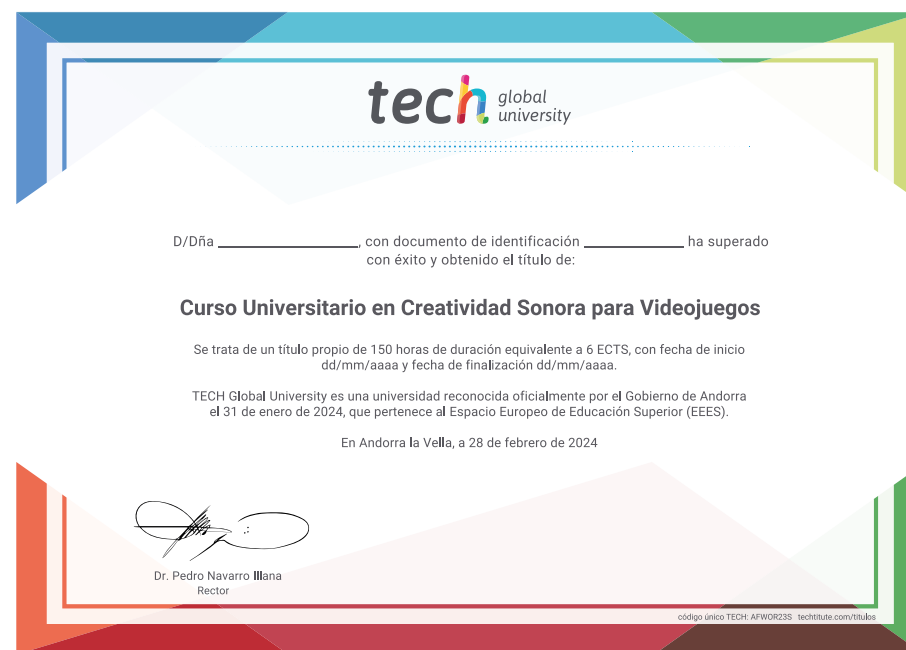 tech global
university
D/Dña ______________, con documento de identificación __________ ha superado
con éxito y obtenido el título de:
Curso Universitario en Creatividad Sonora para Videojuegos
Se trata de un título propio de 150 horas de duración equivalente a 6 ECTS, con fecha de inicio
dd/mm/aaaa y fecha de finalización dd/mm/aaaa.
TECH Global University es una universidad reconocida oficialmente por el Gobierno de Andorra
el 31 de enero de 2024, que pertenece al Espacio Europeo de Educación Superior (EEES).
En Andorra la Vella, a 28 de febrero de 2024
Dr. Pedro Navarro Illana
Rector
código único TECH: AFWOR23S techtitute.com/titulos